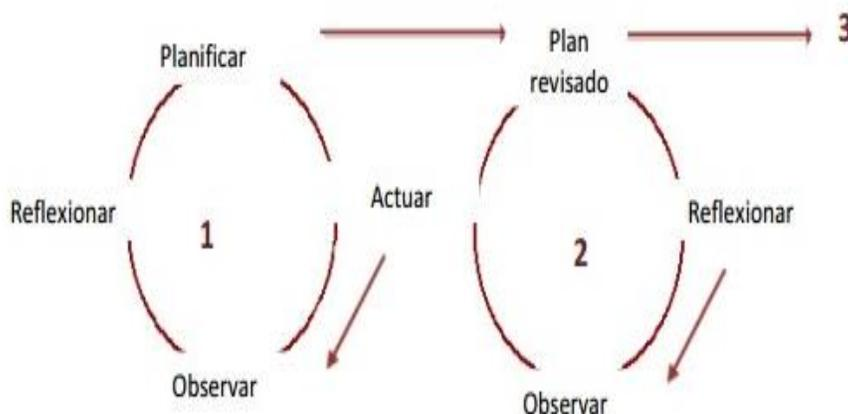 Planificar
Plan
revisado
3
Reflexionar
1
Actuar
2
Reflexionar
Observar
Observar